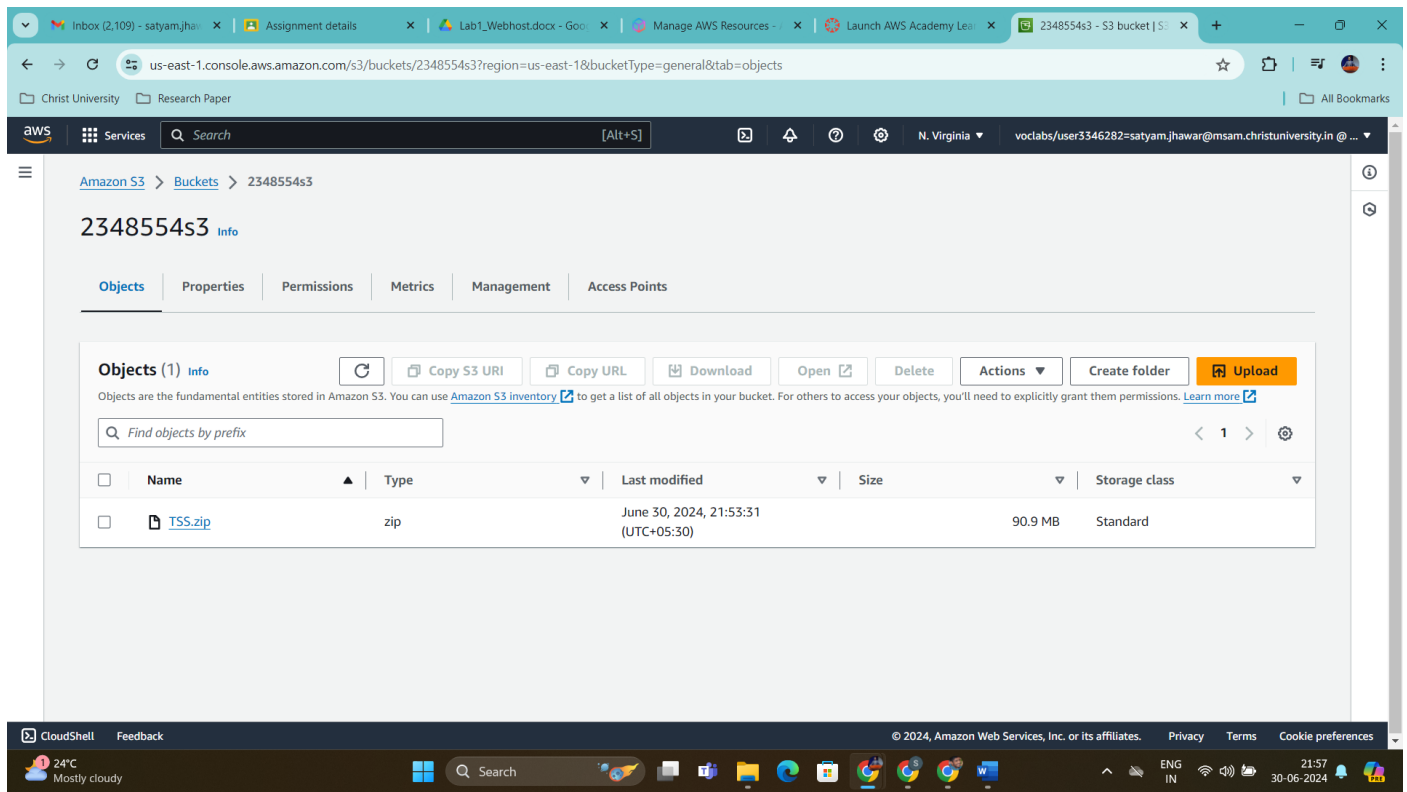 Inbox (2,109) - satyam.jhaw
Assignment details
Lab1_Webhost.docx - Goo
Manage AWS Resources - A
Launch AWS Academy Lea
2348554s3 - S3 bucket | S3
us-east-1.console.aws.amazon.com/s3/buckets/2348554s3?region=us-east-1&bucketType=general&tab=objects
Christ University
Research Paper
All Bookmarks
aws
Services
Search
[Alt+S]
N. Virginia
voclabs/user3346282=satyam.jhawar@msam.christuniversity.in @ ...
Amazon S3 > Buckets > 2348554s3
2348554s3 Info
Objects
Properties
Permissions
Metrics
Management
Access Points
Objects (1) Info
Copy S3 URI
Copy URL
Download
Open
Delete
Actions
Create folder
Upload
Objects are the fundamental entities stored in Amazon S3. You can use Amazon S3 inventory to get a list of all objects in your bucket. For others to access your objects, you'll need to explicitly grant them permissions. Learn more
Find objects by prefix
1
Name
Type
Last modified
Size
Storage class
TSS.zip
zip
June 30, 2024, 21:53:31
(UTC+05:30)
90.9 MB
Standard
CloudShell
Feedback
© 2024, Amazon Web Services, Inc. or its affiliates.
Privacy
Terms
Cookie preferences
1
24°C
Mostly cloudy
Search
ENG
IN
21:57
30-06-2024
PRE